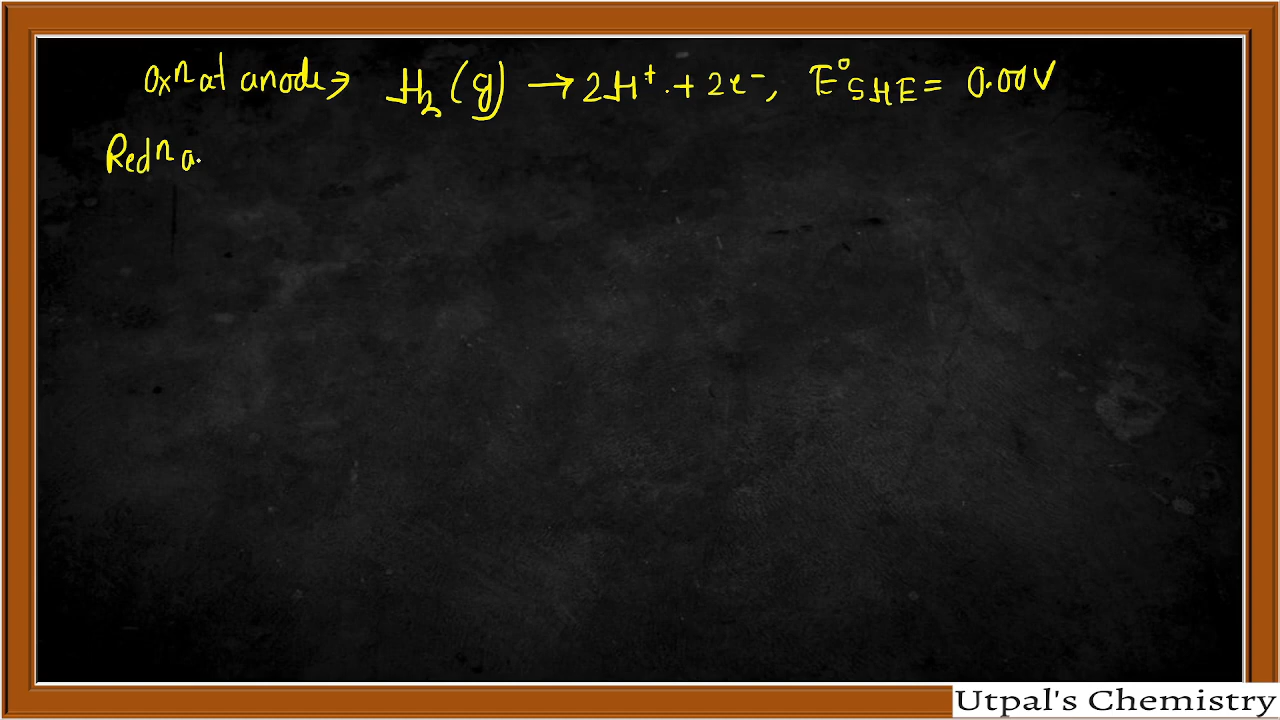 Oxⁿ at anode → H₂(g) → 2H⁺ + 2e⁻, E°SHE = 0.00V
Redⁿ a
Utpal's Chemistry